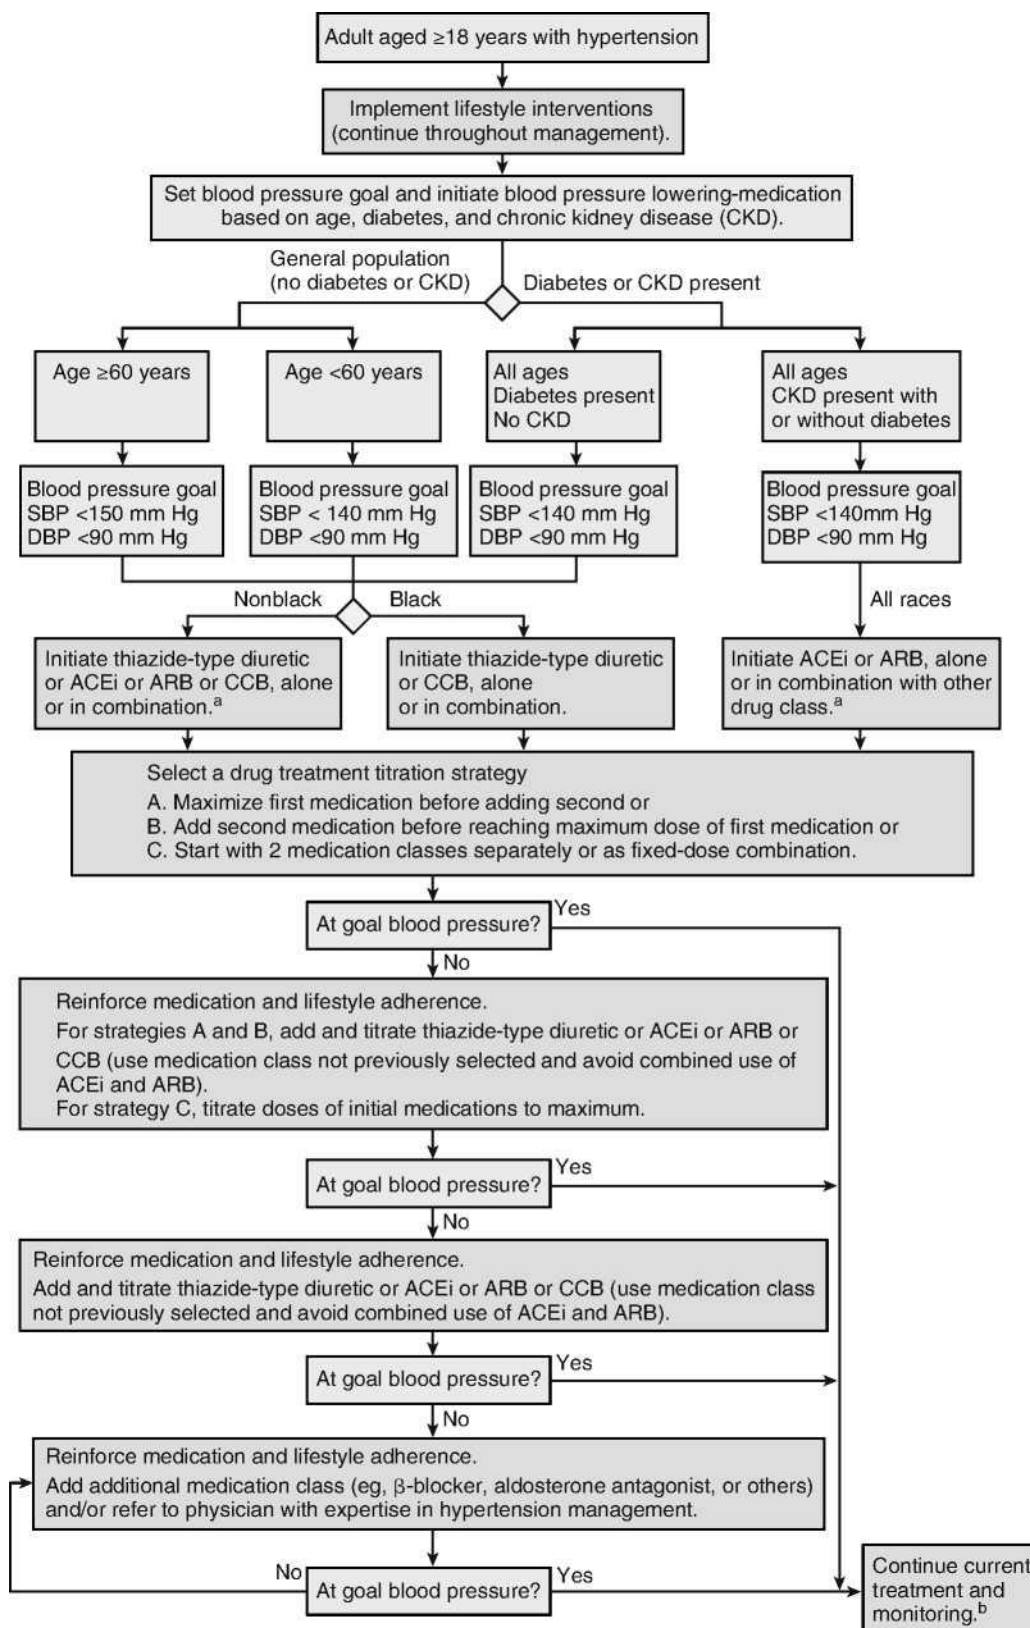 Adult aged ≥18 years with hypertension
Implement lifestyle interventions
(continue throughout management).
Set blood pressure goal and initiate blood pressure lowering-medication
based on age, diabetes, and chronic kidney disease (CKD).
General population
(no diabetes or CKD)
Diabetes or CKD present
Age ≥60 years
Age <60 years
All ages
Diabetes present
No CKD
All ages
CKD present with
or without diabetes
Blood pressure goal
SBP <150 mm Hg
DBP <90 mm Hg
Blood pressure goal
SBP < 140 mm Hg
DBP <90 mm Hg
Blood pressure goal
SBP <140 mm Hg
DBP <90 mm Hg
Blood pressure goal
SBP <140mm Hg
DBP <90 mm Hg
Nonblack
Black
All races
Initiate thiazide-type diuretic
or ACEi or ARB or CCB, alone
or in combination.a
Initiate thiazide-type diuretic
or CCB, alone
or in combination.
Initiate ACEi or ARB, alone
or in combination with other
drug class.a
Select a drug treatment titration strategy
A. Maximize first medication before adding second or
B. Add second medication before reaching maximum dose of first medication or
C. Start with 2 medication classes separately or as fixed-dose combination.
At goal blood pressure?
Yes
No
Reinforce medication and lifestyle adherence.
For strategies A and B, add and titrate thiazide-type diuretic or ACEi or ARB or
CCB (use medication class not previously selected and avoid combined use of
ACEi and ARB).
For strategy C, titrate doses of initial medications to maximum.
At goal blood pressure?
Yes
No
Reinforce medication and lifestyle adherence.
Add and titrate thiazide-type diuretic or ACEi or ARB or CCB (use medication class
not previously selected and avoid combined use of ACEi and ARB).
At goal blood pressure?
Yes
No
Reinforce medication and lifestyle adherence.
Add additional medication class (eg, β-blocker, aldosterone antagonist, or others)
and/or refer to physician with expertise in hypertension management.
No
At goal blood pressure?
Yes
Continue current
treatment and
monitoring.b